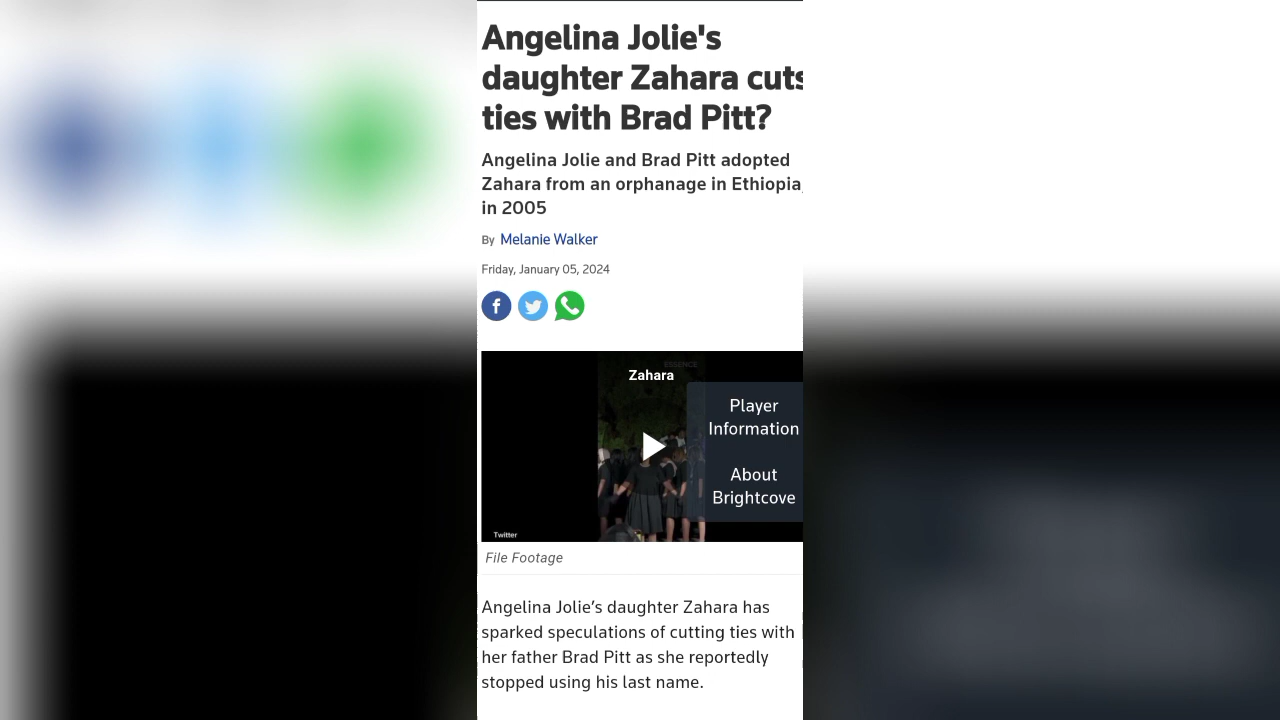 Angelina Jolie's
daughter Zahara cuts
ties with Brad Pitt?
Angelina Jolie and Brad Pitt adopted
Zahara from an orphanage in Ethiopia,
in 2005
By Melanie Walker
Friday, January 05, 2024
ESSENCE
Zahara
Player
Information
About
Brightcove
Twitter
File Footage
Angelina Jolie’s daughter Zahara has
sparked speculations of cutting ties with
her father Brad Pitt as she reportedly
stopped using his last name.